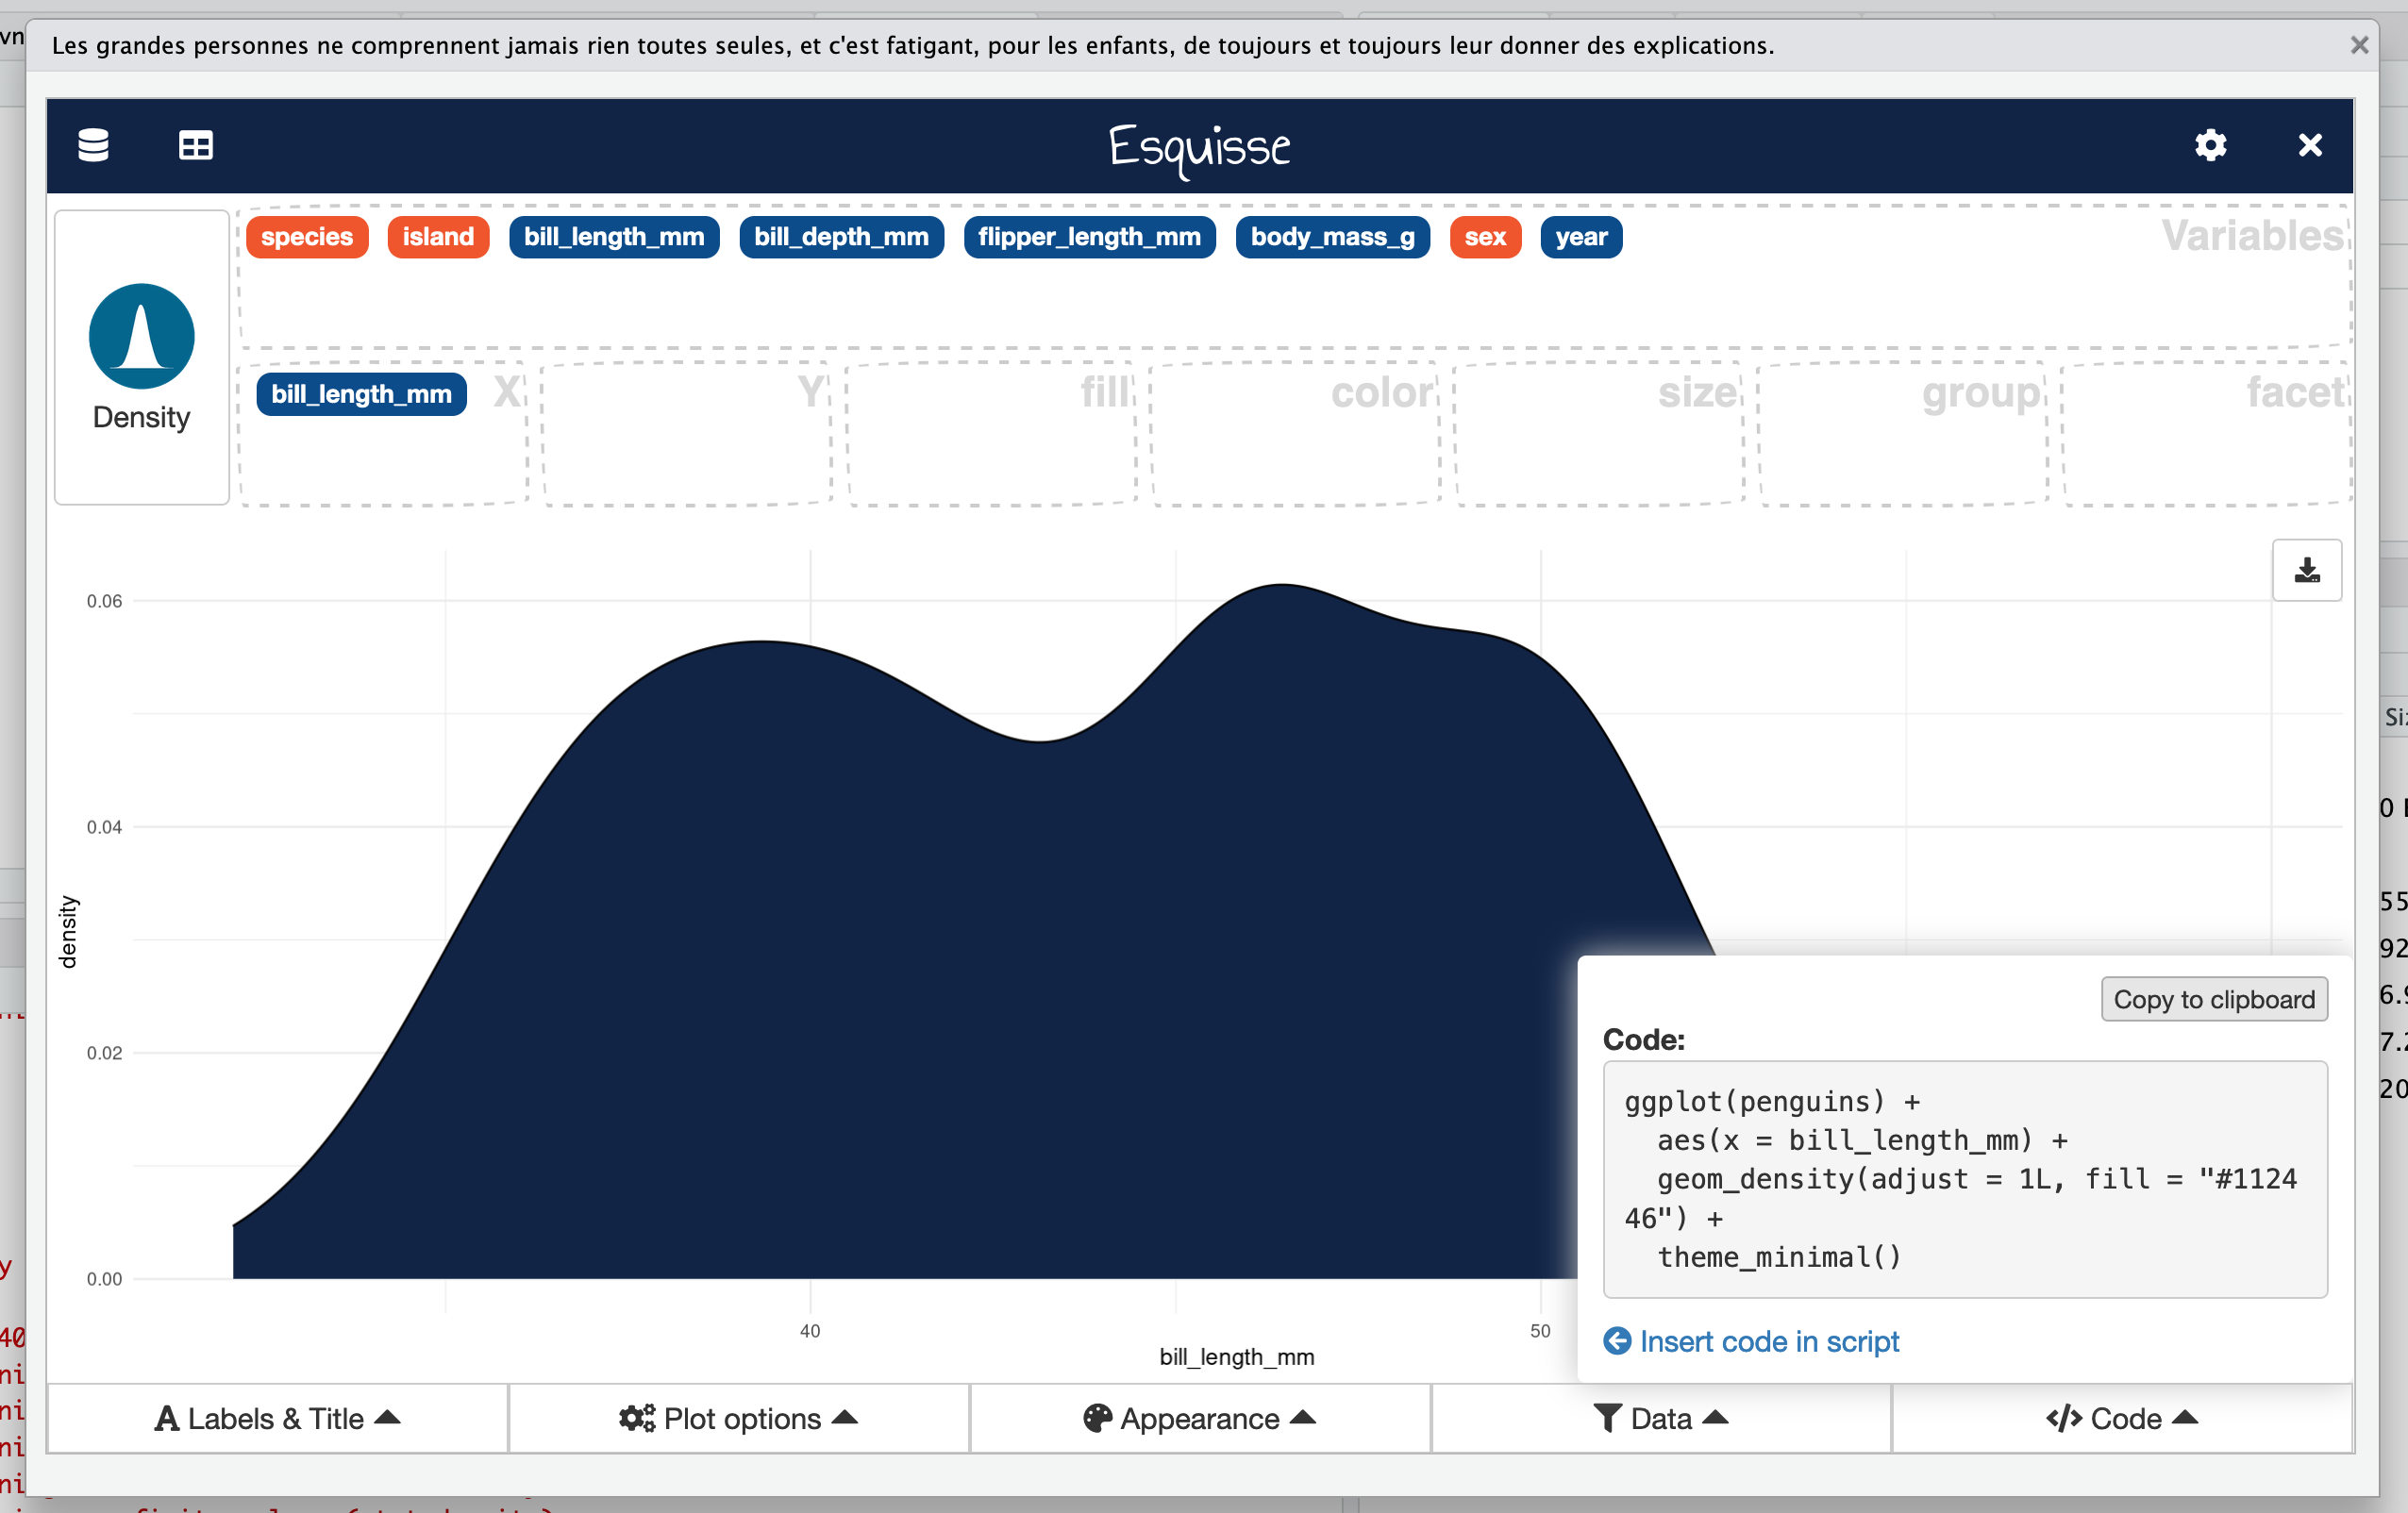 Les grandes personnes ne comprennent jamais rien toutes seules, et c'est fatigant, pour les enfants, de toujours et toujours leur donner des explications.
Esquisse
species island bill_length_mm bill_depth_mm flipper_length_mm body_mass_g sex year Variables
Density
bill_length_mm X Y fill color size group facet
0.06
0.04
0.02
0.00
density
40 50
bill_length_mm
Copy to clipboard
Code:
ggplot(penguins) +
  aes(x = bill_length_mm) +
  geom_density(adjust = 1L, fill = "#1124
46") +
  theme_minimal()
Insert code in script
Labels & Title Plot options Appearance Data Code